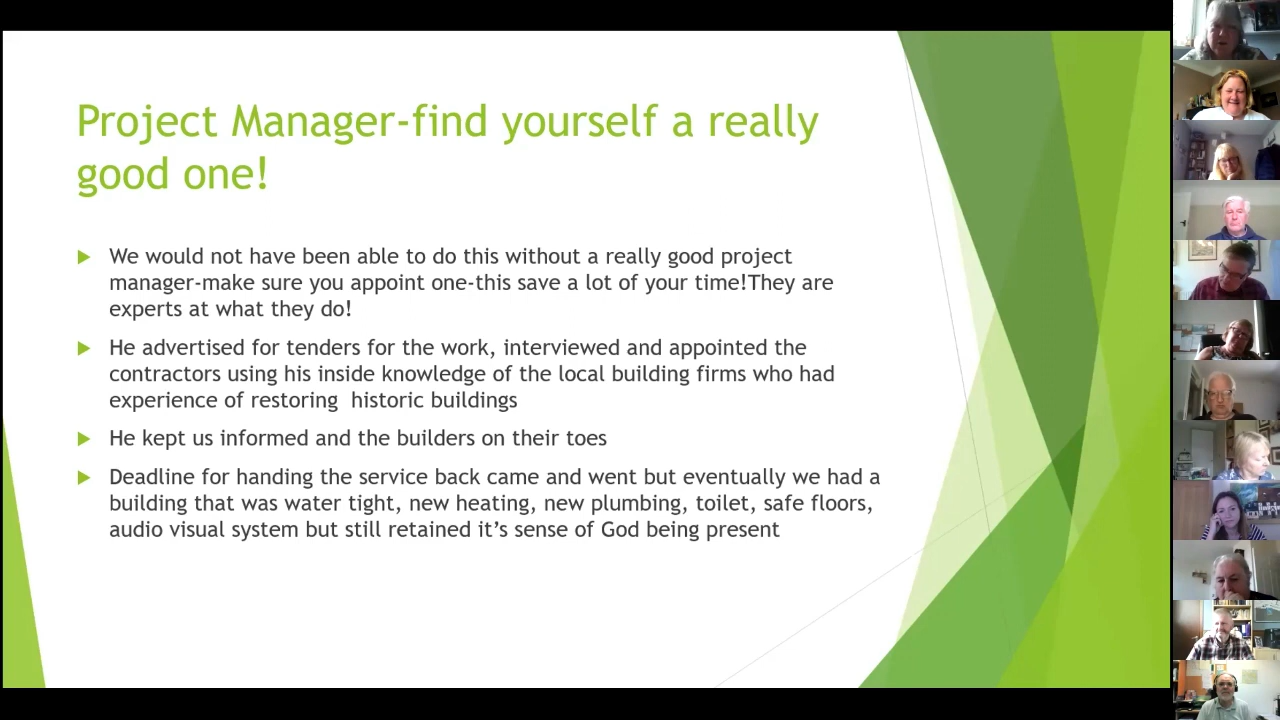 Project Manager-find yourself a really
good one!
We would not have been able to do this without a really good project
manager-make sure you appoint one-this save a lot of your time!They are
experts at what they do!
He advertised for tenders for the work, interviewed and appointed the
contractors using his inside knowledge of the local building firms who had
experience of restoring  historic buildings
He kept us informed and the builders on their toes
Deadline for handing the service back came and went but eventually we had a
building that was water tight, new heating, new plumbing, toilet, safe floors,
audio visual system but still retained it’s sense of God being present